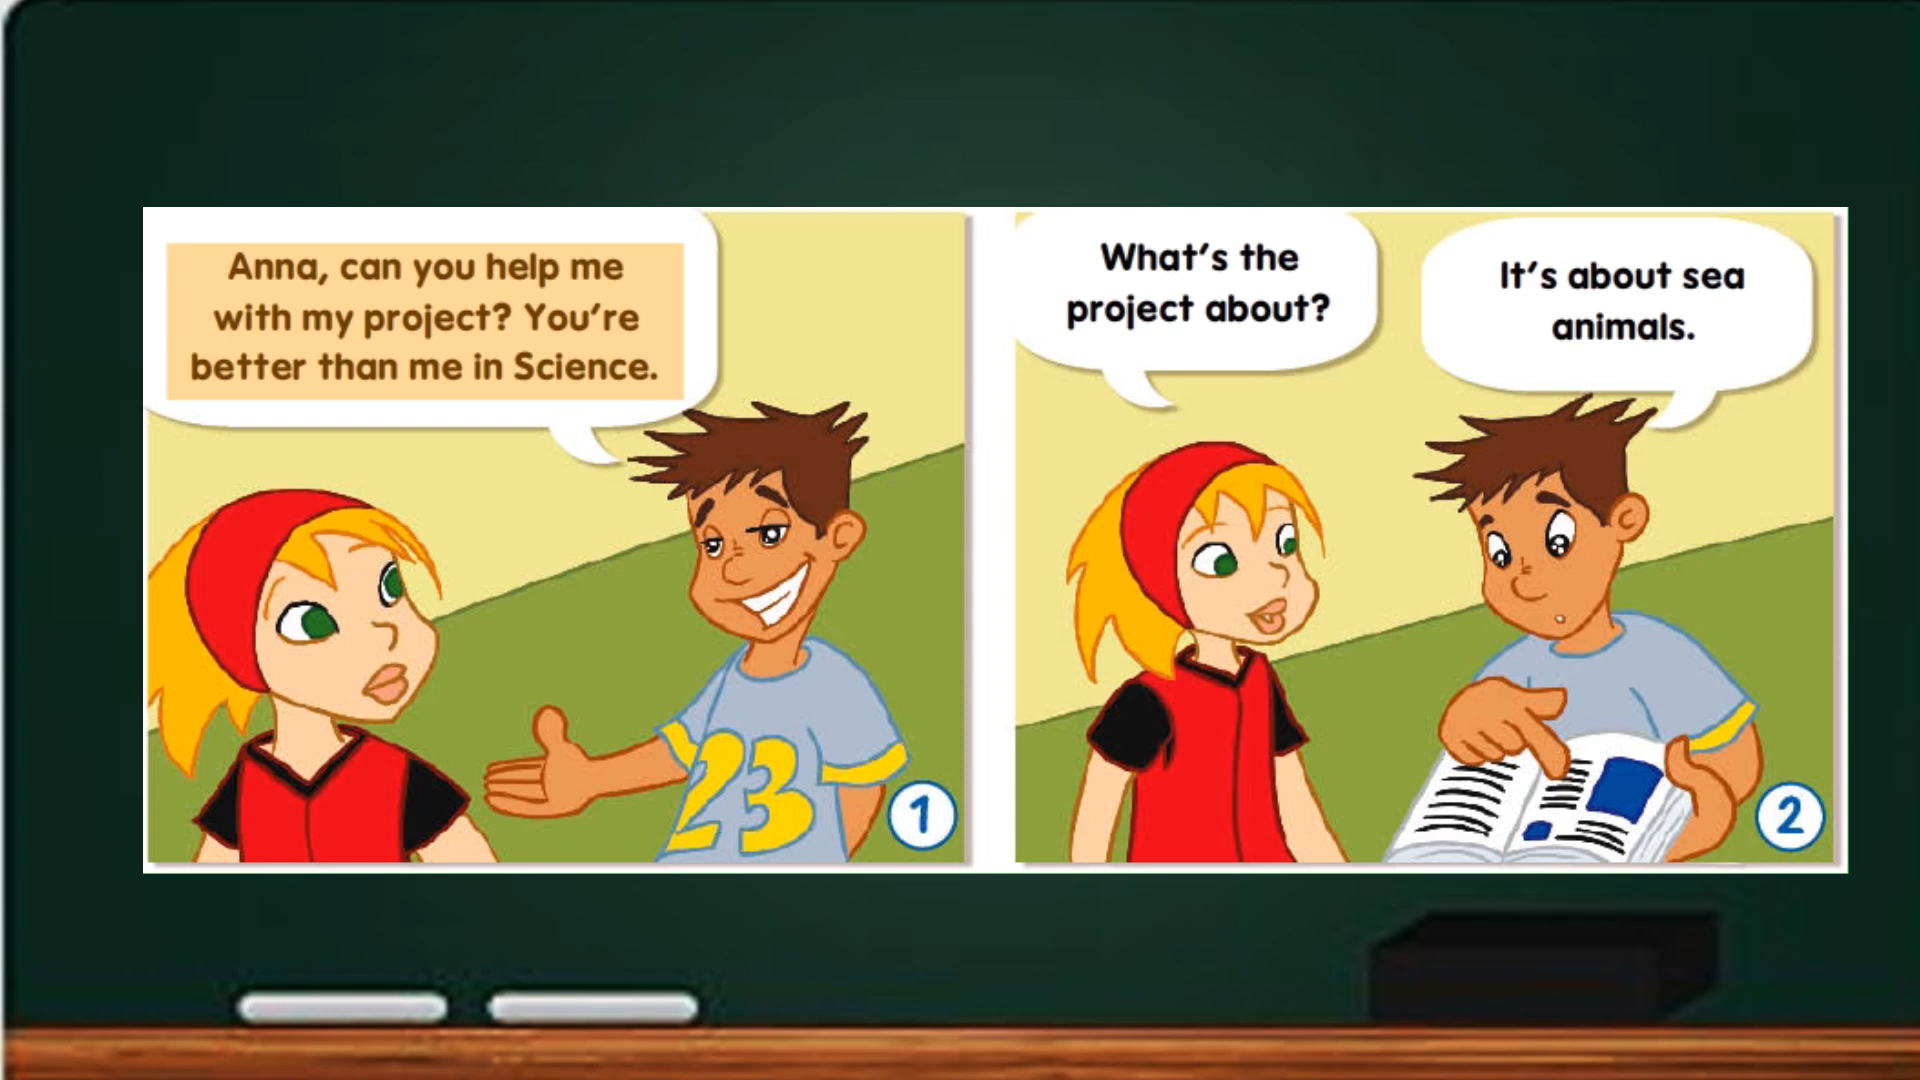 Anna, can you help me
with my project? You're
better than me in Science.
23
1
What's the
project about?
It's about sea
animals.
2